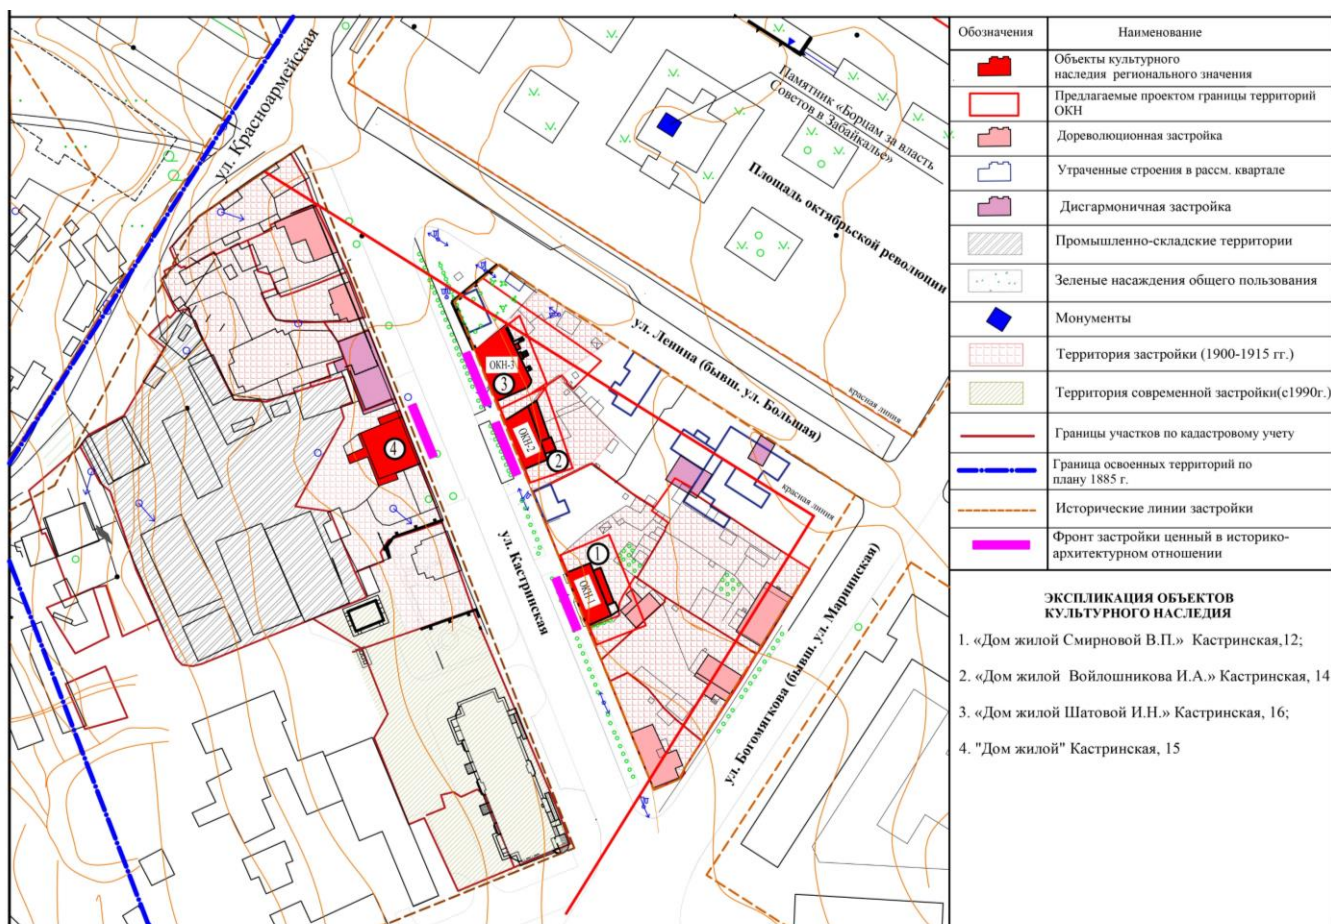 ул. Красноармейская
Памятник «Борцам за власть
Советов в Забайкалье»
Площадь октябрьской революции
ул. Ленина (бывш. ул. Большая)
красная линия
красная линия
ОКН-3
3
ОКН-2
2
4
1
ОКН-1
ул. Кастринская
ул. Богомягкова (бывш. ул. Мариинская)
Обозначения
Наименование
Объекты культурного
наследия регионального значения
Предлагаемые проектом границы территорий
ОКН
Дореволюционная застройка
Утраченные строения в рассм. квартале
Дисгармоничная застройка
Промышленно-складские территории
Зеленые насаждения общего пользования
Монументы
Территория застройки (1900-1915 гг.)
Территория современной застройки(с1990г.)
Границы участков по кадастровому учету
Граница освоенных территорий по
плану 1885 г.
Исторические линии застройки
Фронт застройки ценный в историко-
архитектурном отношении
ЭКСПЛИКАЦИЯ ОБЪЕКТОВ
КУЛЬТУРНОГО НАСЛЕДИЯ
1. «Дом жилой Смирновой В.П.» Кастринская,12;
2. «Дом жилой Войлошникова И.А.» Кастринская, 14
3. «Дом жилой Шатовой И.Н.» Кастринская, 16;
4. "Дом жилой" Кастринская, 15